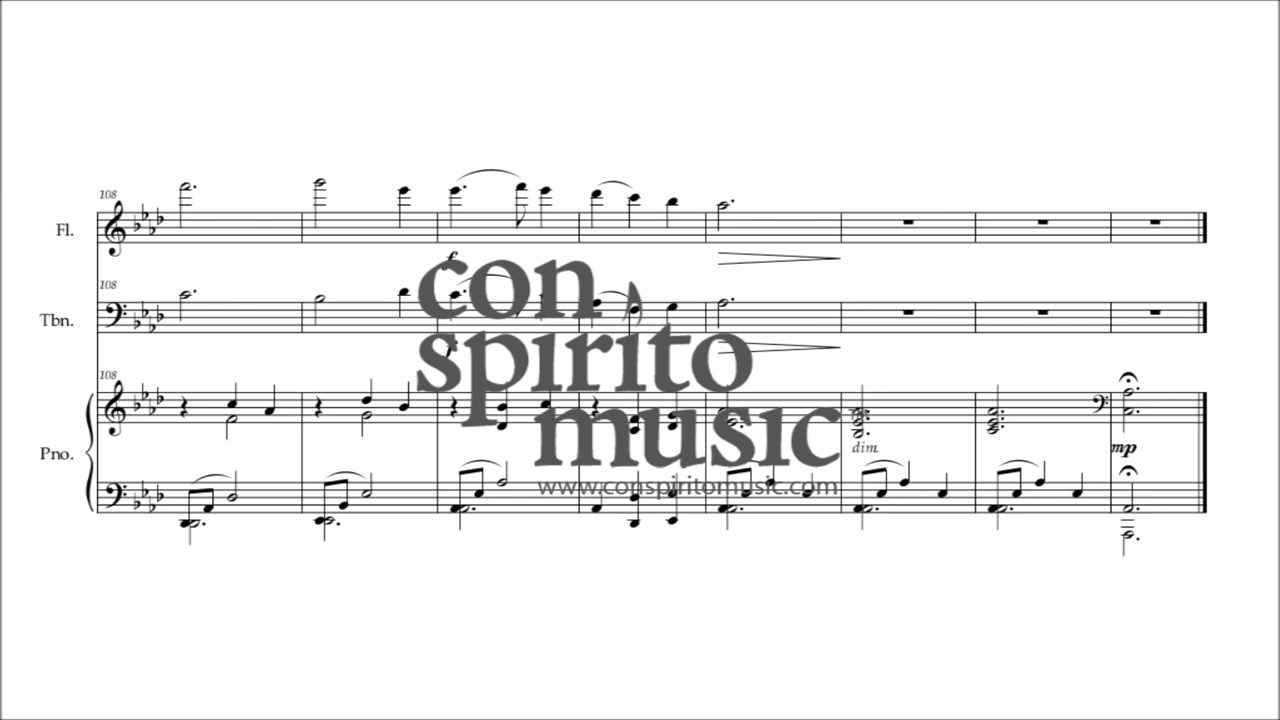 108
Fl.
f
108
Tbn.
f
108
Pno.
dim.
mp
con
spirito
music
www.conspiritomusic.com